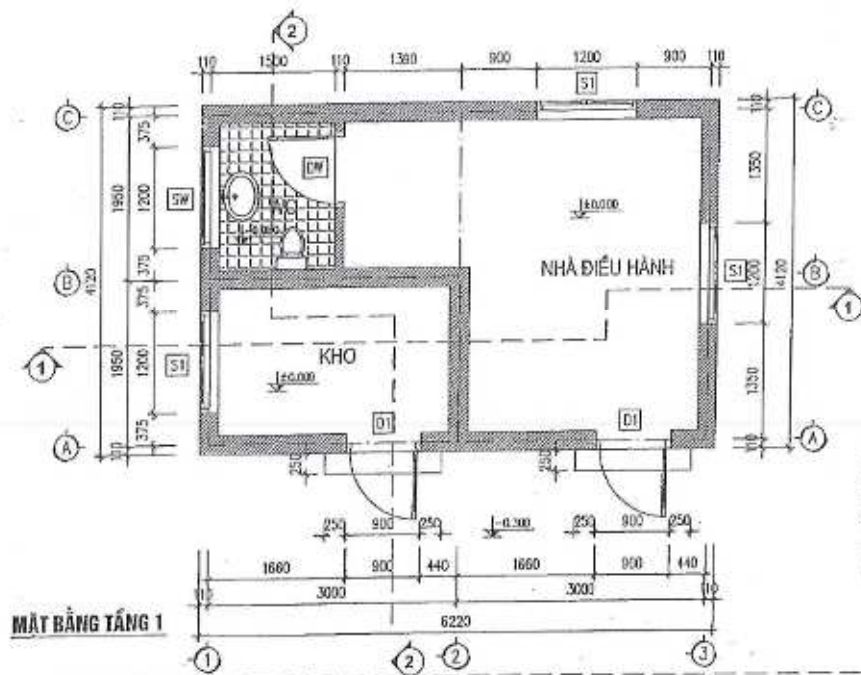 2
110 1500 110 1380 900 1200 900 110
S1
C 110 110 C
375
1350
DW
1950 1200 SW WC
±0.000
4120 375 NHÀ ĐIỀU HÀNH S1 1200 4120
B B
375
1
1 KHO
1950 1200 S1 ±0.000 1350
D1 D1
375
A 110 110 A
250 250
250 900 250 -0.300 250 900 250
1660 900 440 1660 900 440
110 3000 3000 110
MẶT BẰNG TẦNG 1
6220
1 2 2 3